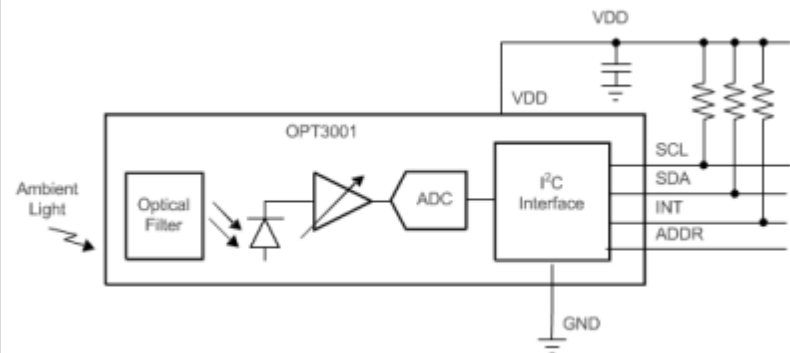 VDD
VDD
OPT3001
Ambient
Light
Optical
Filter
ADC
I²C
Interface
SCL
SDA
INT
ADDR
GND